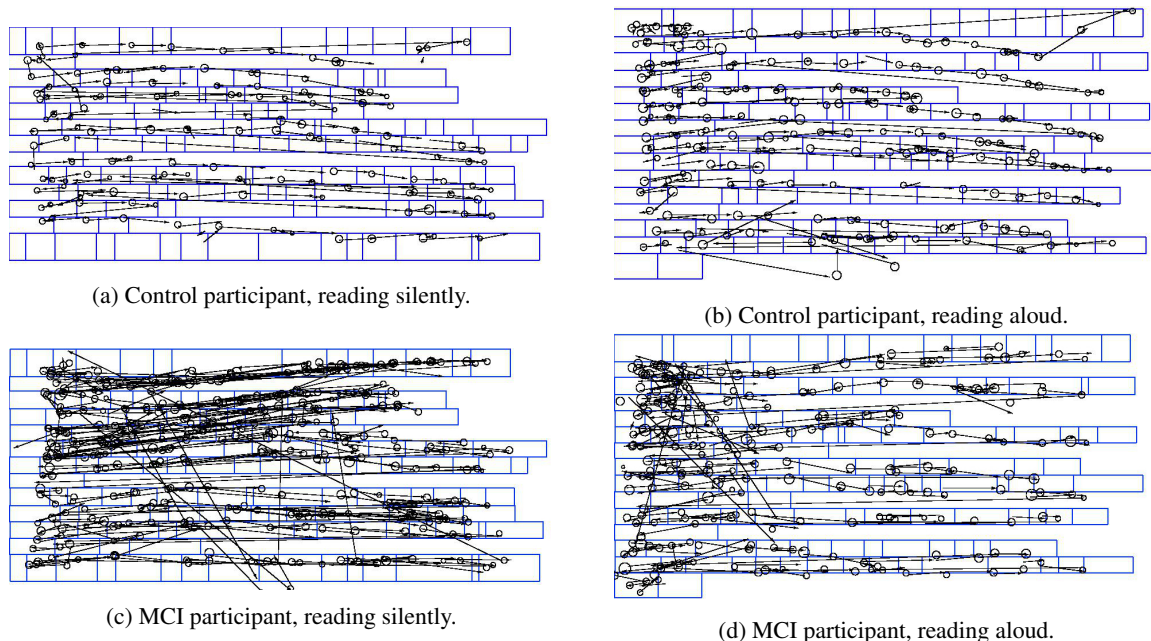 (a) Control participant, reading silently.
(b) Control participant, reading aloud.
(c) MCI participant, reading silently.
(d) MCI participant, reading aloud.